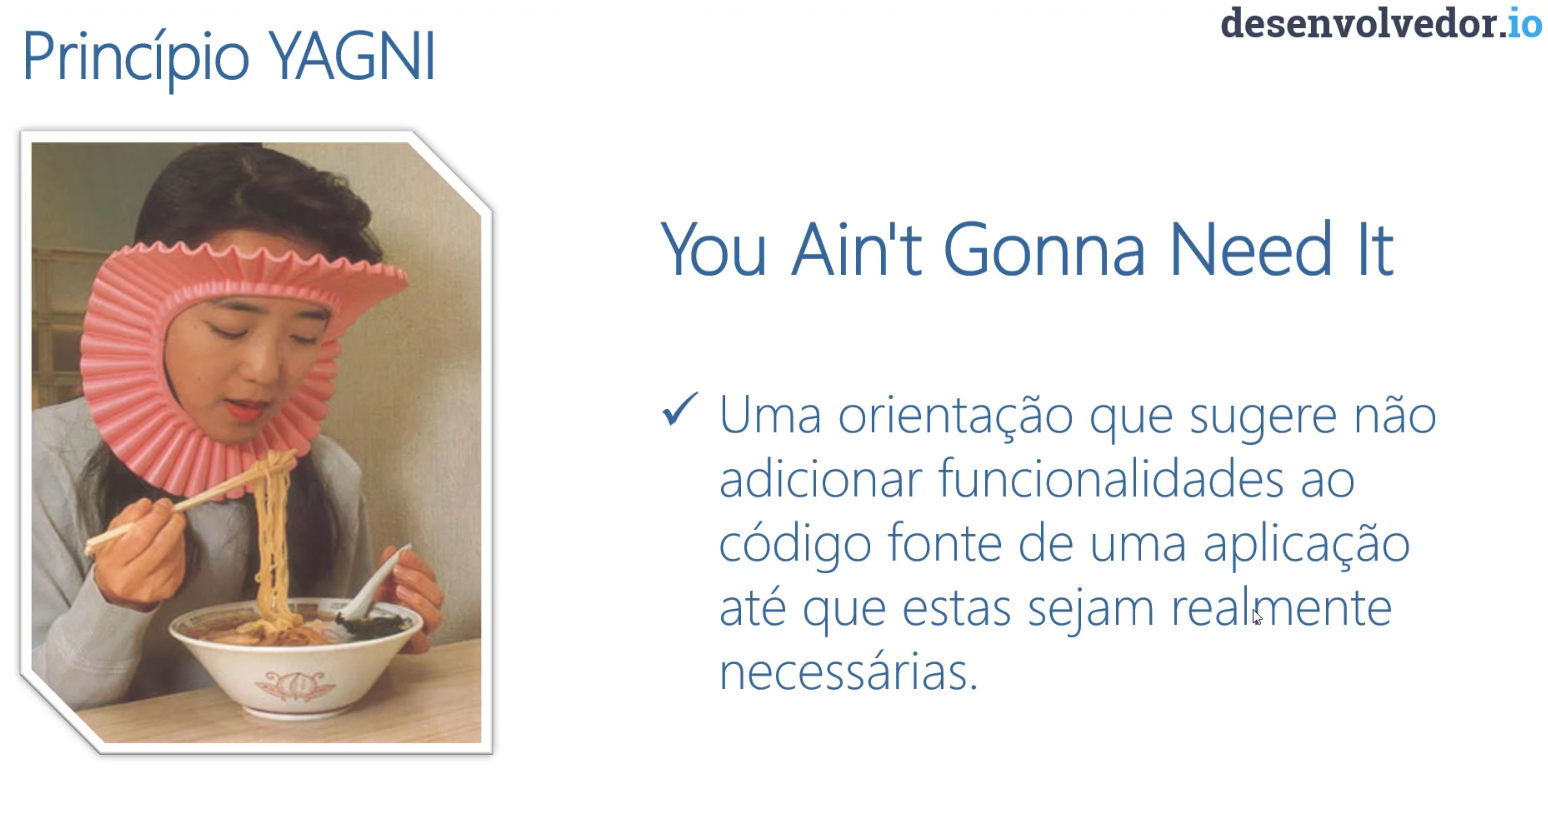 desenvolvedor.io
Princípio YAGNI
You Ain't Gonna Need It
✓ Uma orientação que sugere não
adicionar funcionalidades ao
código fonte de uma aplicação
até que estas sejam realmente
necessárias.